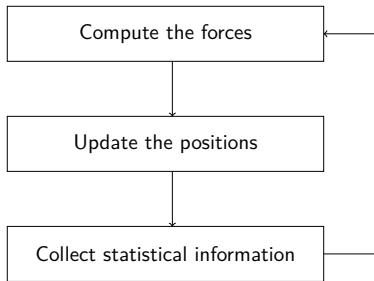 Compute the forces
Update the positions
Collect statistical information